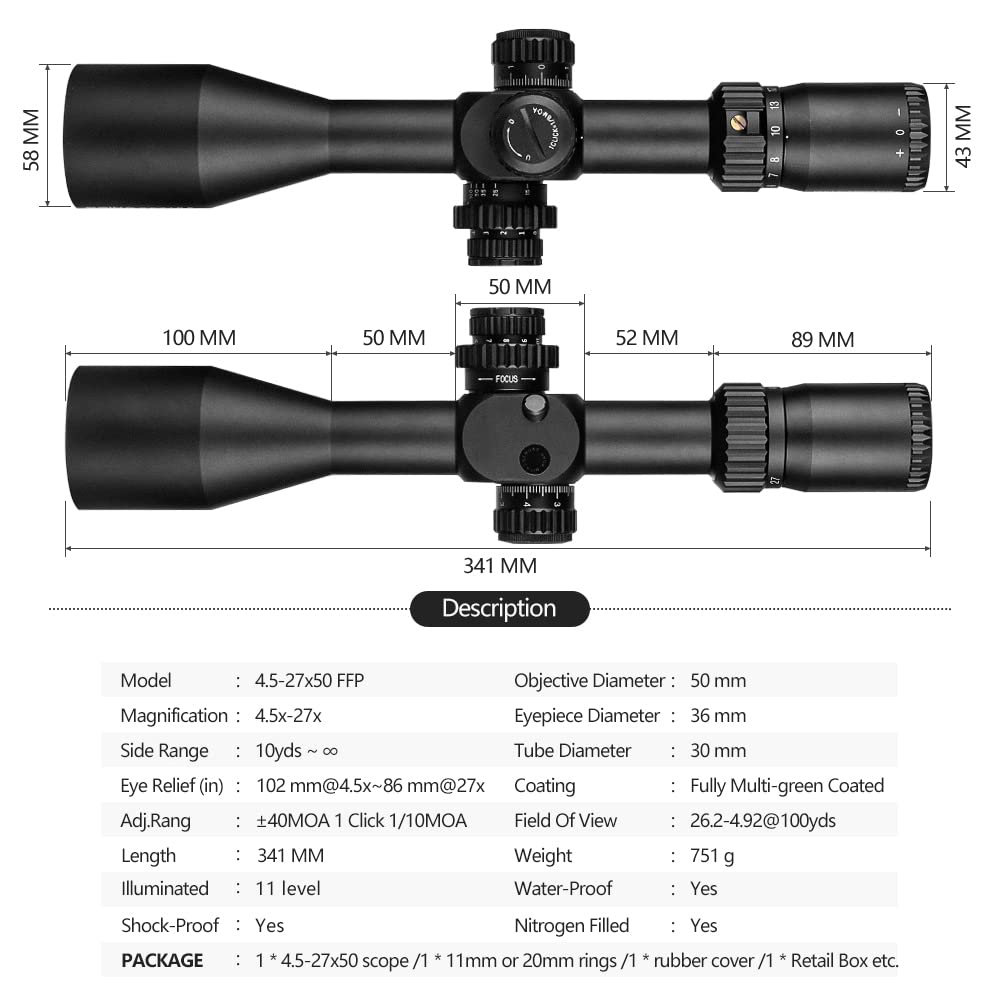 58 MM
43 MM
1 0 1
+ 0 -
7 8 10 13
50 MM
100 MM
50 MM
52 MM
89 MM
FOCUS
27
341 MM
Description
Model : 4.5-27x50 FFP
Objective Diameter : 50 mm
Magnification : 4.5x-27x
Eyepiece Diameter : 36 mm
Side Range : 10yds ~ ∞
Tube Diameter : 30 mm
Eye Relief (in) : 102 mm@4.5x~86 mm@27x
Coating : Fully Multi-green Coated
Adj.Rang : ±40MOA 1 Click 1/10MOA
Field Of View : 26.2-4.92@100yds
Length : 341 MM
Weight : 751 g
Illuminated : 11 level
Water-Proof : Yes
Shock-Proof : Yes
Nitrogen Filled : Yes
PACKAGE : 1 * 4.5-27x50 scope /1 * 11mm or 20mm rings /1 * rubber cover /1 * Retail Box etc.